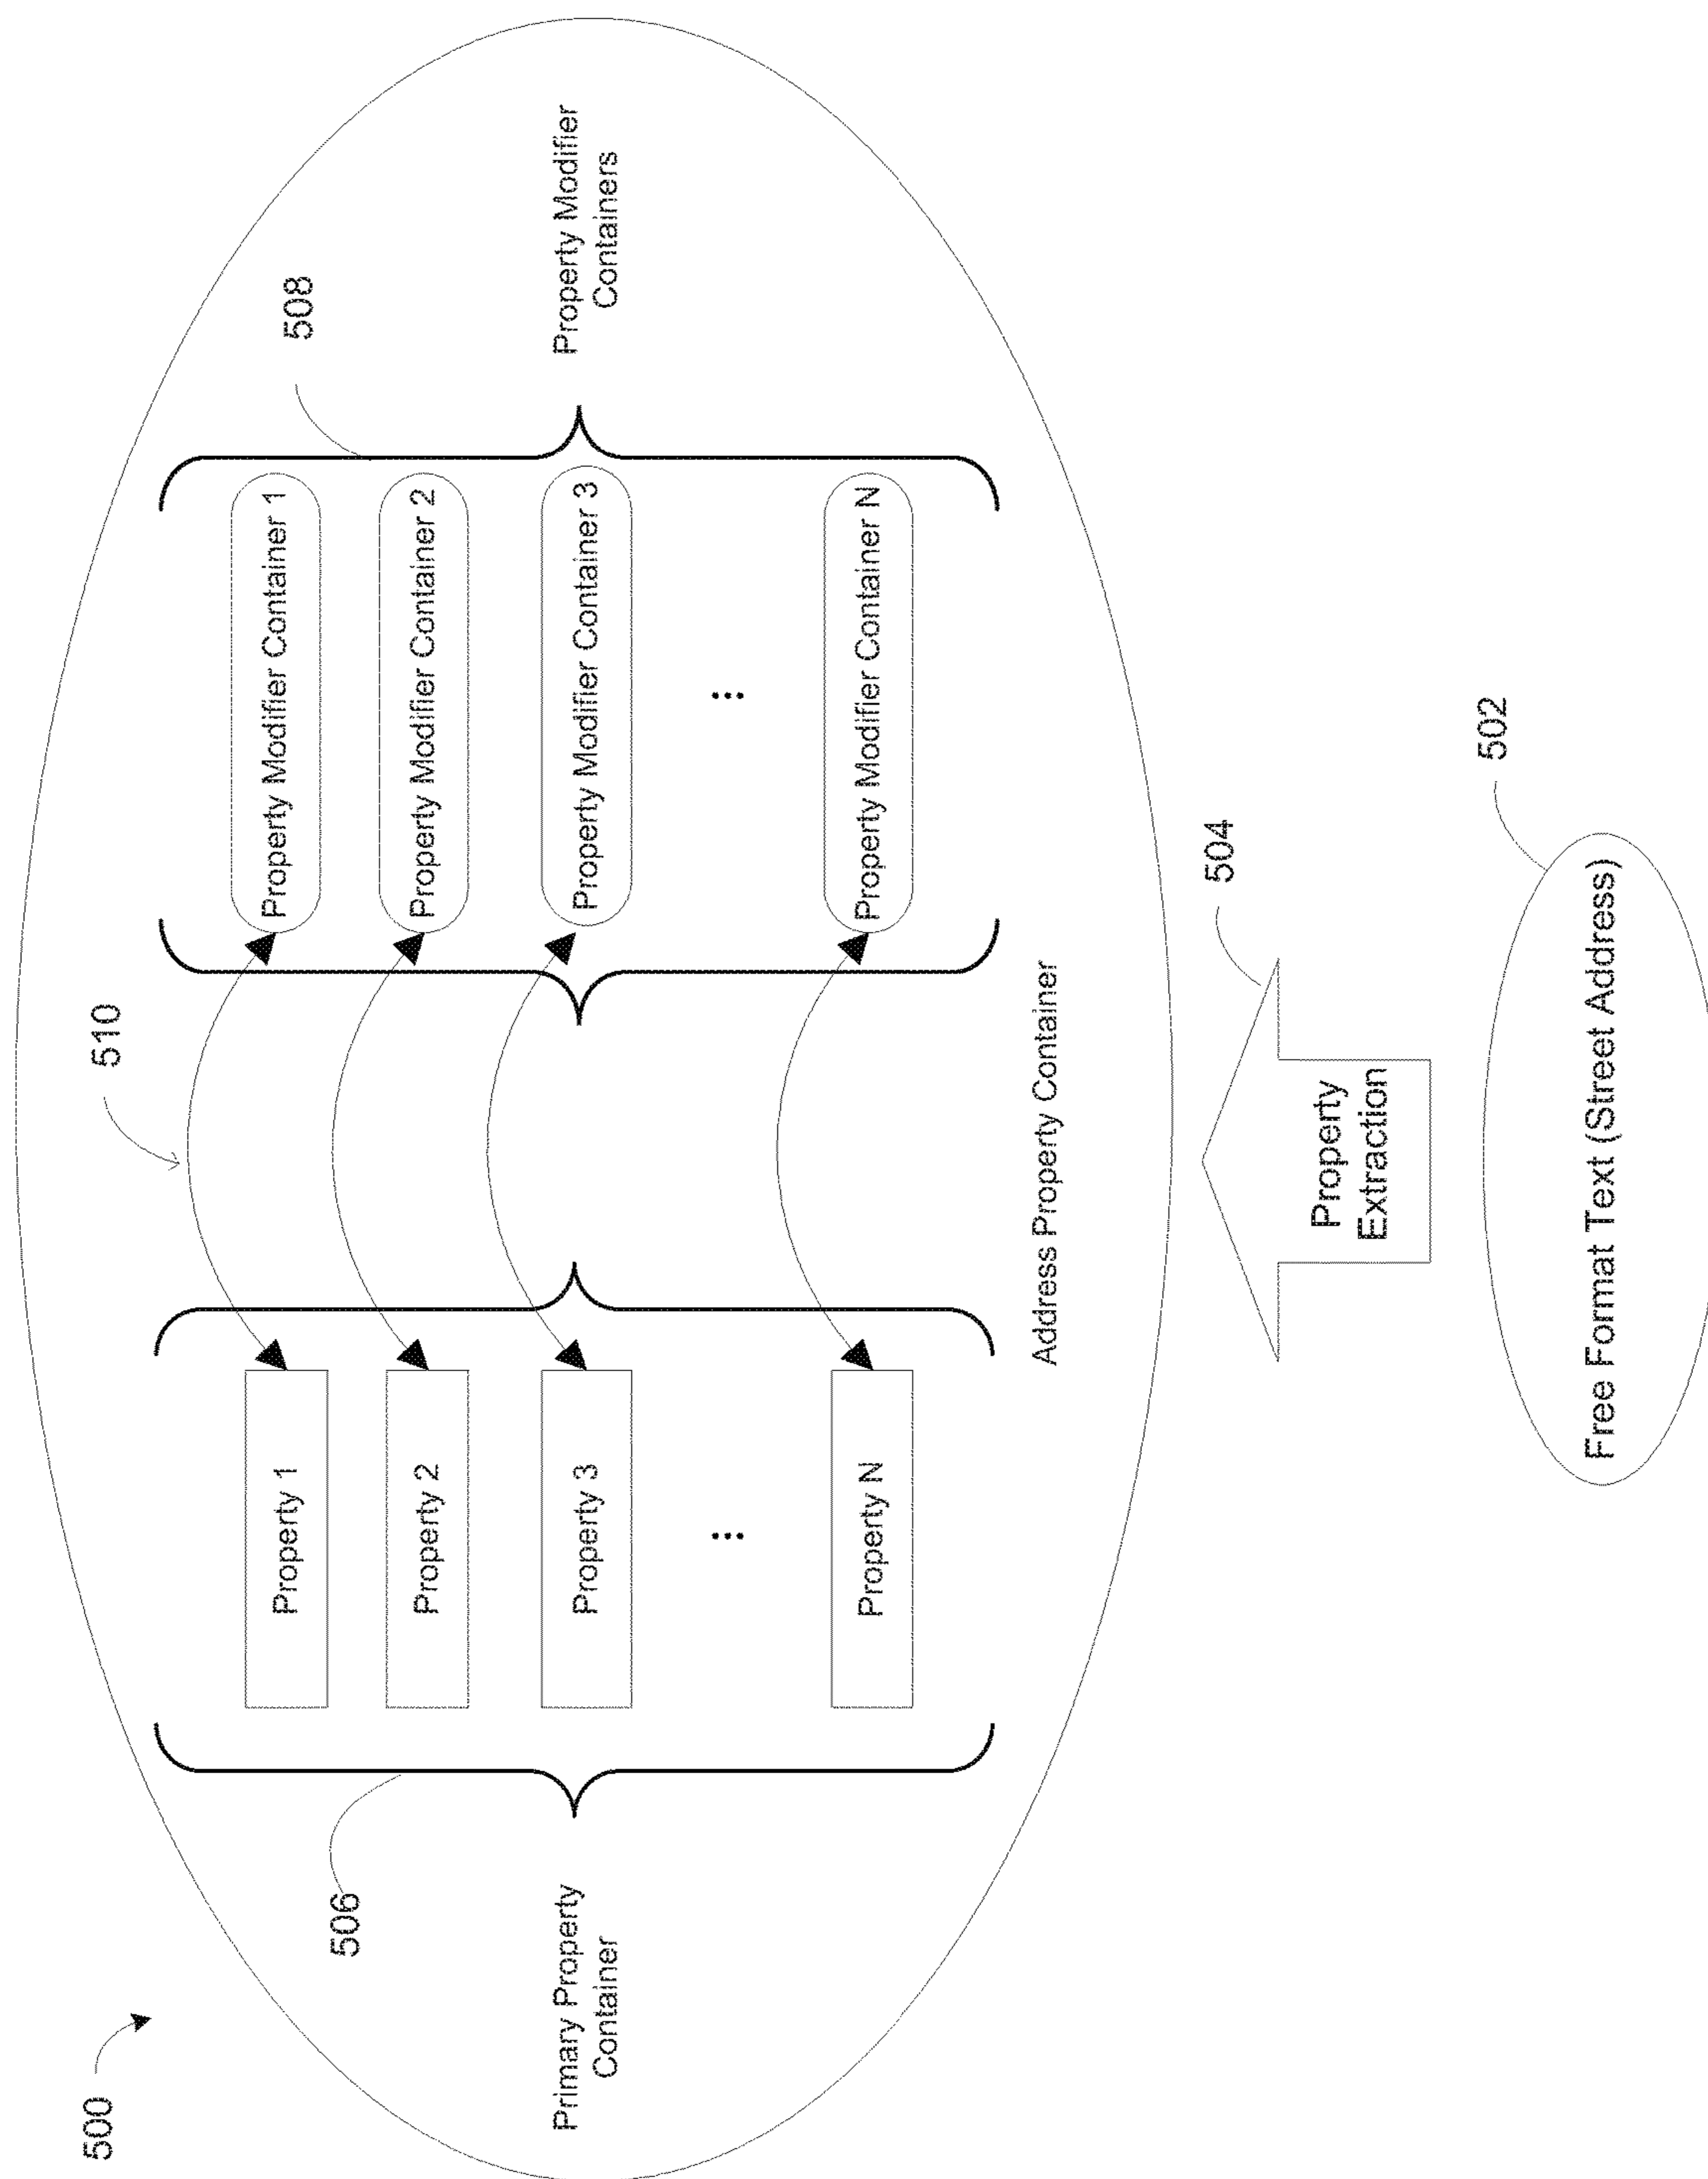 500
510
508
506
Primary Property
Container
Property 1
Property 2
Property 3
...
Property N
Property Modifier Container 1
Property Modifier Container 2
Property Modifier Container 3
...
Property Modifier Container N
Property Modifier
Containers
Address Property Container
504
Property
Extraction
502
Free Format Text (Street Address)